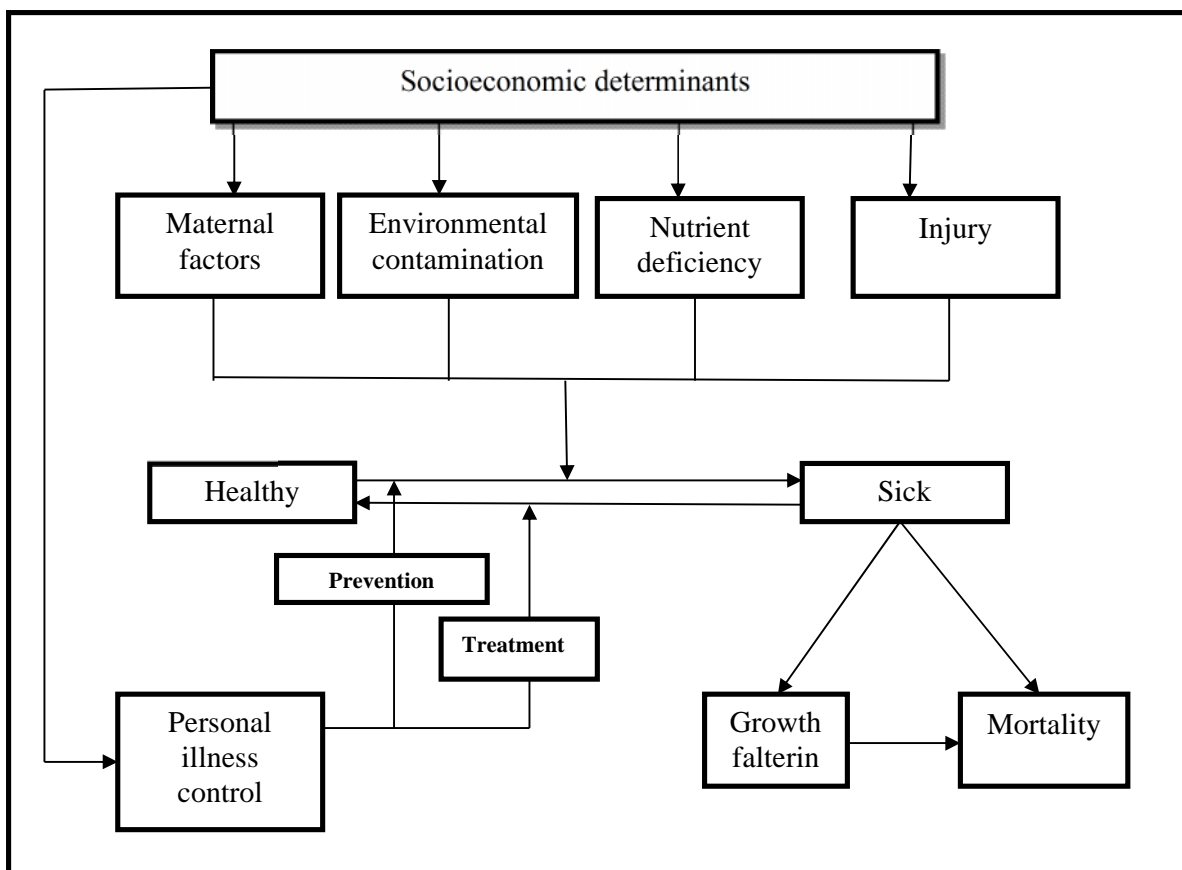 Socioeconomic determinants
Maternal
factors
Environmental
contamination
Nutrient
deficiency
Injury
Healthy
Sick
Prevention
Treatment
Personal
illness
control
Growth
falterin
Mortality